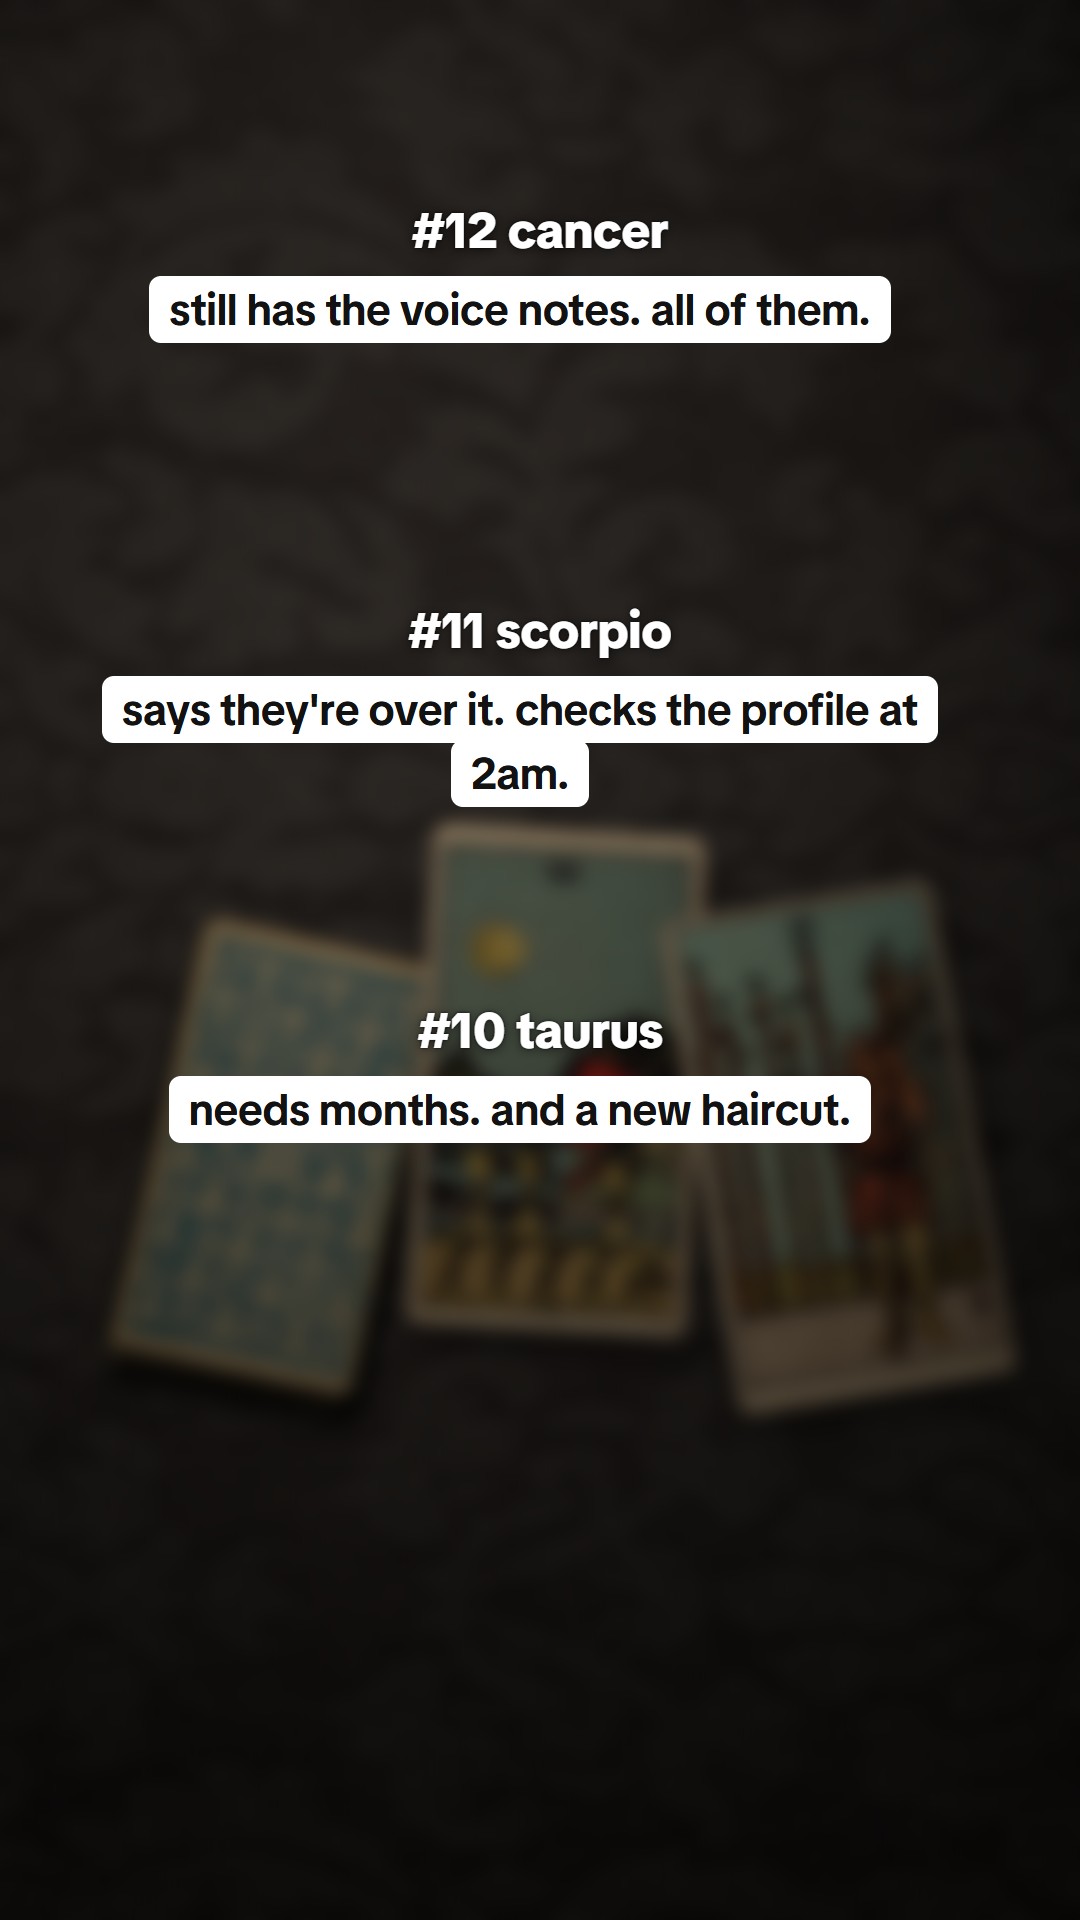 #12 cancer
still has the voice notes. all of them.
#11 scorpio
says they're over it. checks the profile at
2am.
#10 taurus
needs months. and a new haircut.